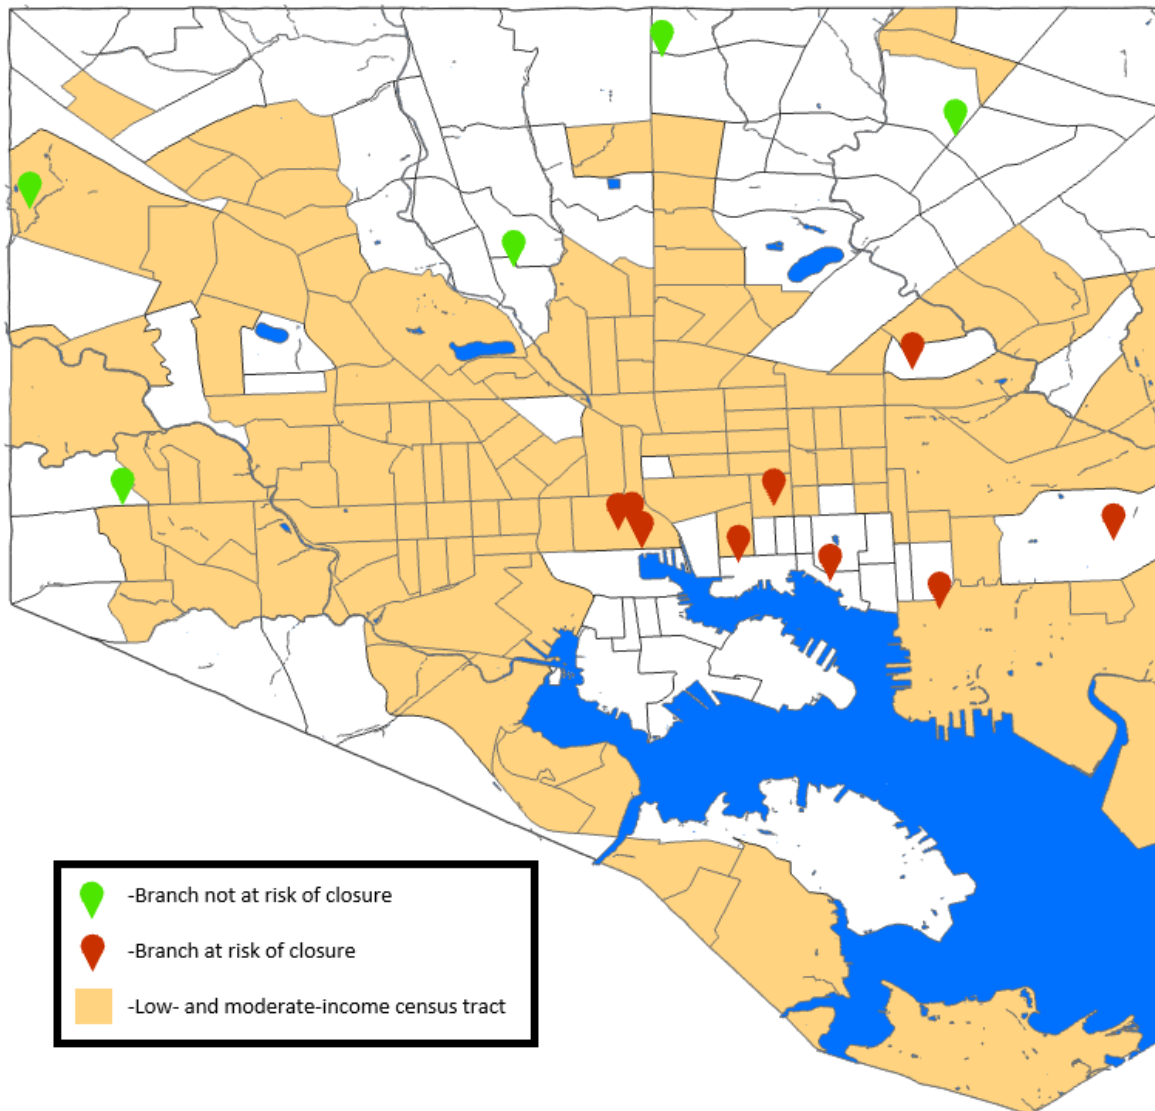 -Branch not at risk of closure
-Branch at risk of closure
-Low- and moderate-income census tract